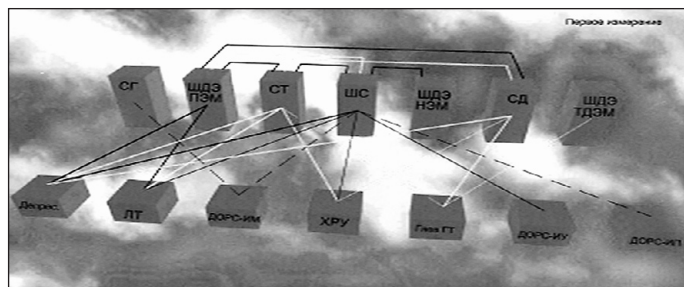 Первое измерение
СГ
ШДЭ
ПЭМ
СТ
ШС
ШДЭ
НЭМ
СД
ШДЭ
ТДЭМ
Депрес.
ЛТ
ДОРС-ИМ
ХРУ
ГТ
ДОРС-ИУ
ДОРС-ИП